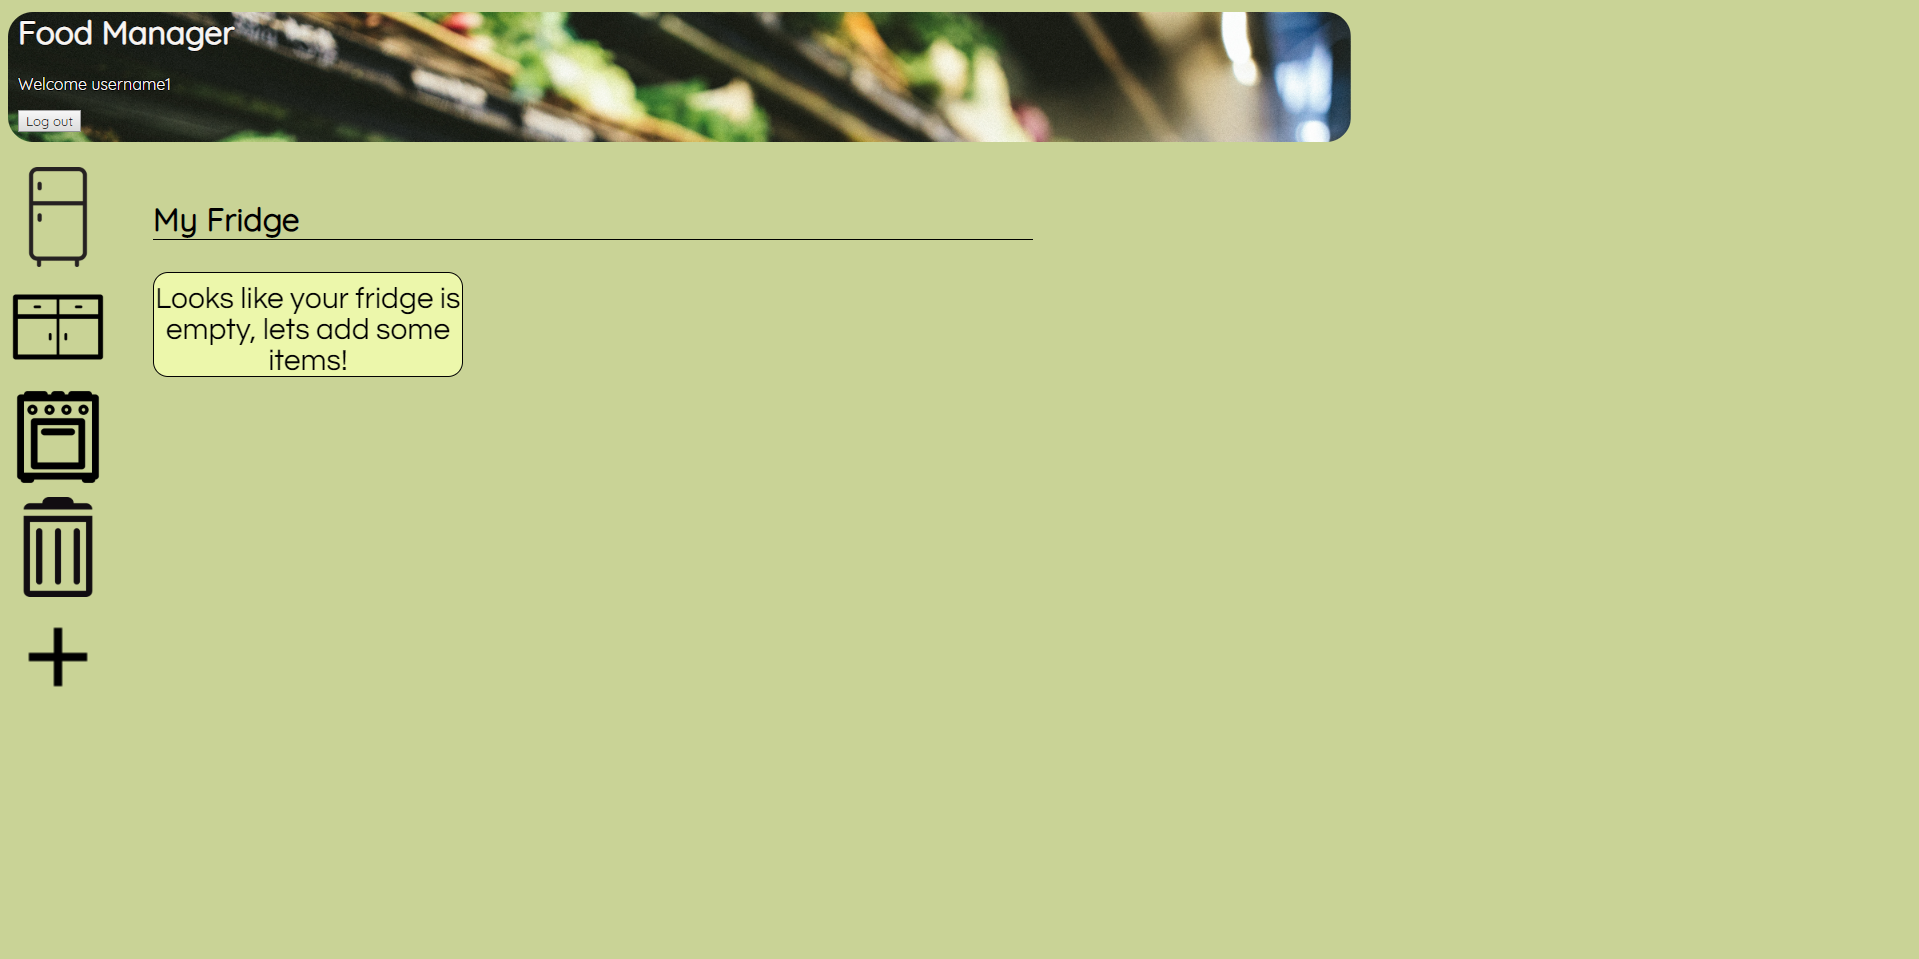 Food Manager
Welcome username1
Log out
My Fridge
Looks like your fridge is
empty, lets add some
items!